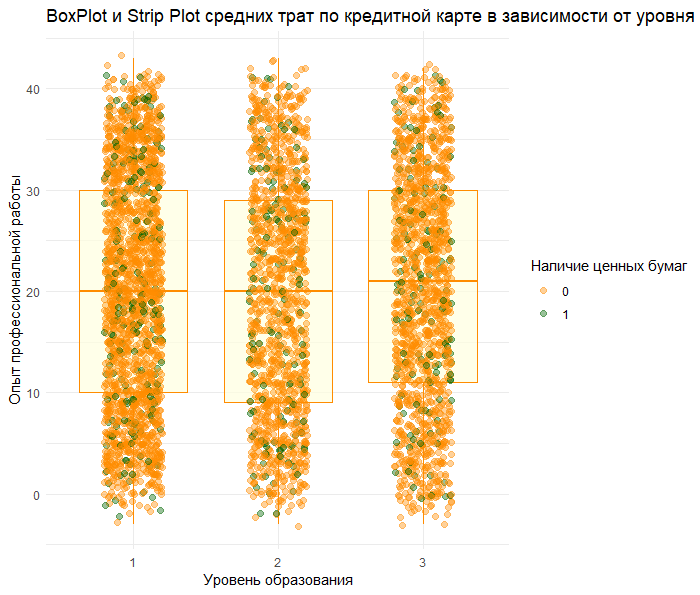 BoxPlot и Strip Plot средних трат по кредитной карте в зависимости от уровня
Опыт профессиональной работы
40
30
20
10
0
1 2 3
Уровень образования
Наличие ценных бумаг
0
1